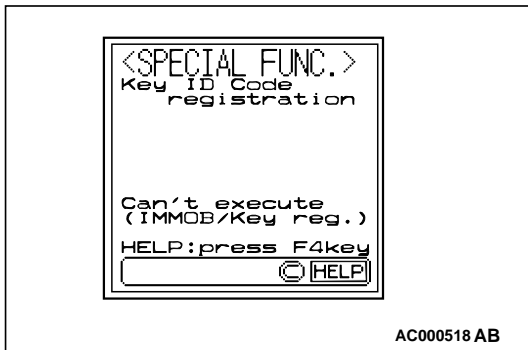 <SPECIAL FUNC.>
Key ID Code
registration
Can't execute
(IMMOB/Key reg.)
HELP:press F4key
Ⓒ HELP
AC000518 AB